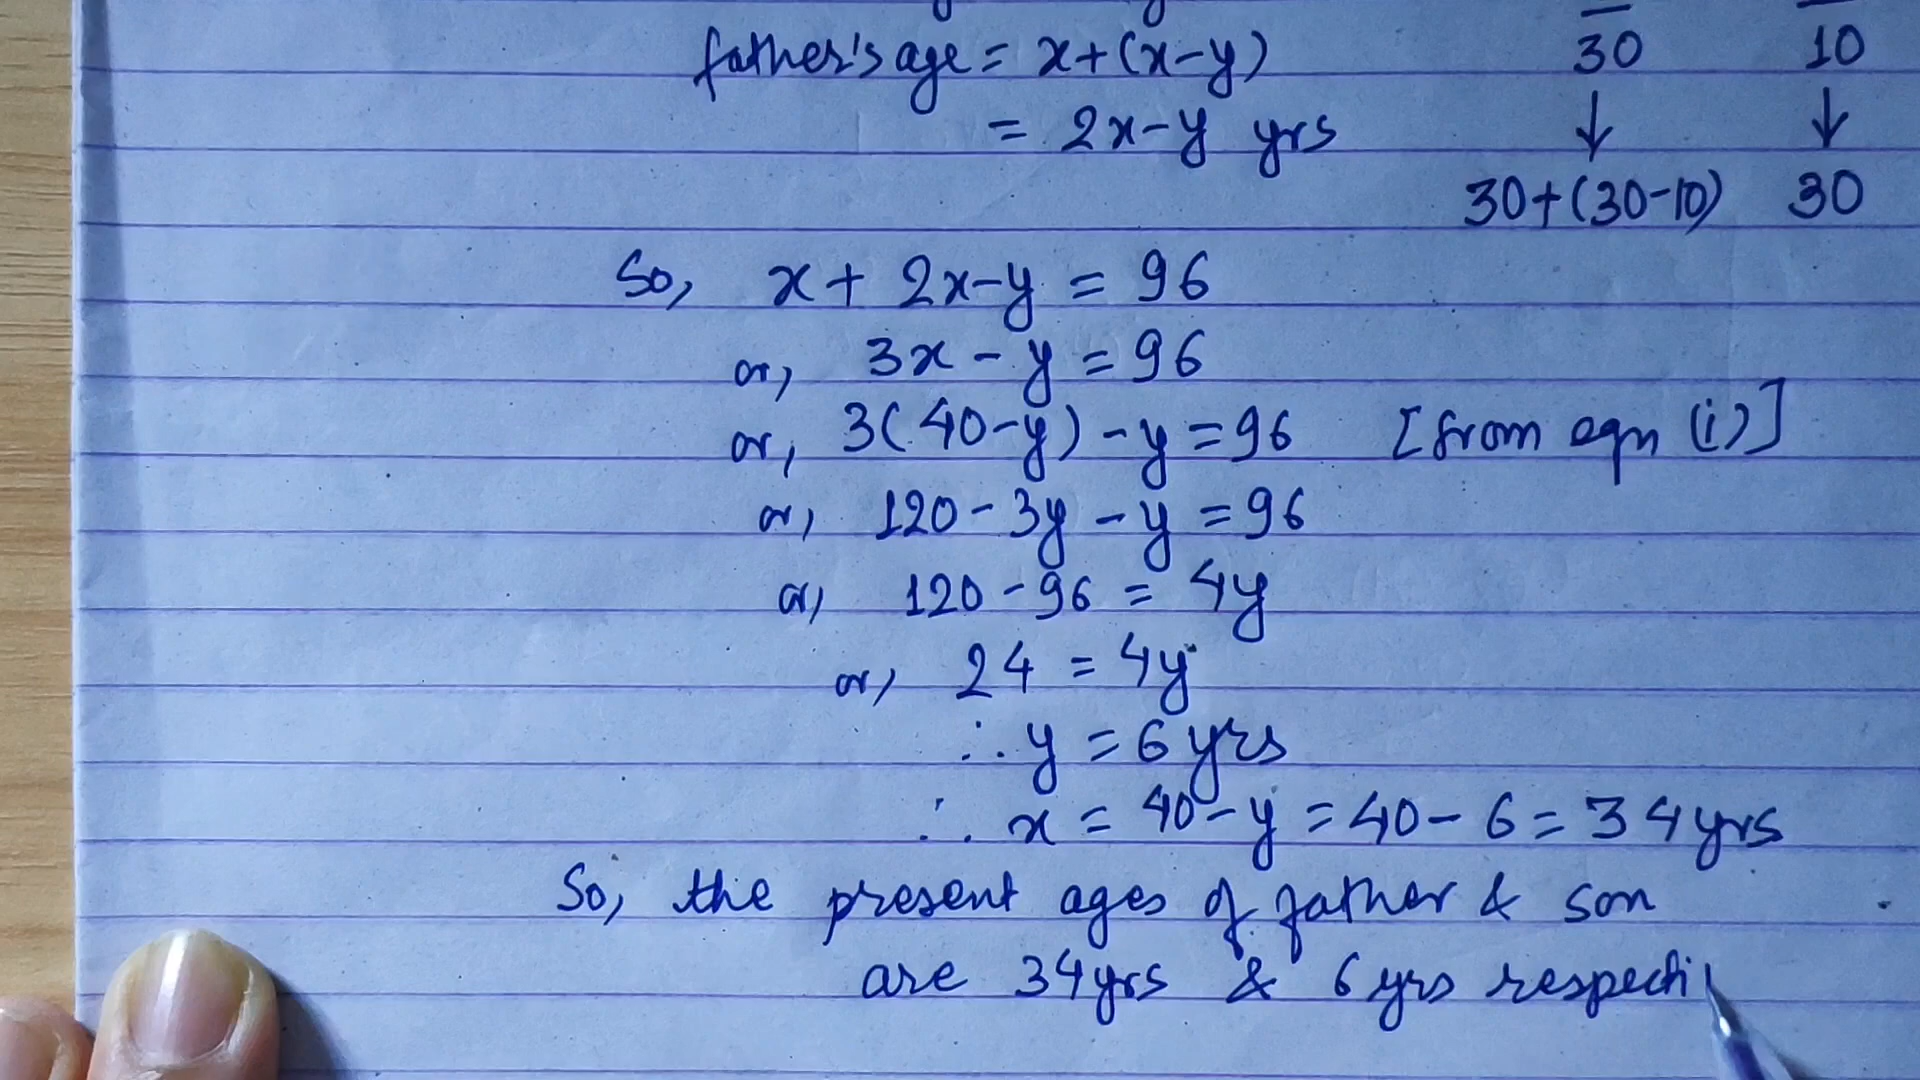 father's age = x+(x-y) 30 10
= 2x-y yrs ↓ ↓
30+(30-10) 30
So, x + 2x-y = 96
or, 3x - y = 96
or, 3(40-y) - y = 96 [from eqn (i)]
or, 120 - 3y - y = 96
or, 120 - 96 = 4y
or, 24 = 4y
∴ y = 6 yrs
∴ x = 40-y = 40 - 6 = 34 yrs
So, the present ages of father & son
are 34 yrs & 6 yrs respecti